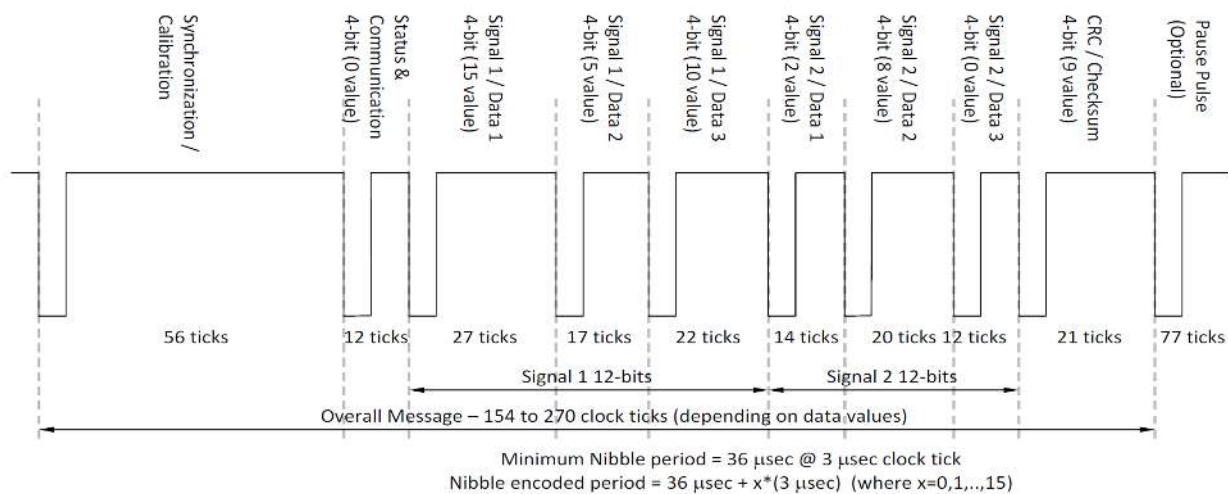 Synchronization /
Calibration
Status &
Communication
4-bit (0 value)
Signal 1 / Data 1
4-bit (15 value)
Signal 1 / Data 2
4-bit (5 value)
Signal 1 / Data 3
4-bit (10 value)
Signal 2 / Data 1
4-bit (2 value)
Signal 2 / Data 2
4-bit (8 value)
Signal 2 / Data 3
4-bit (0 value)
CRC / Checksum
4-bit (9 value)
Pause Pulse
(Optional)
56 ticks
12 ticks
27 ticks
17 ticks
22 ticks
14 ticks
20 ticks
12 ticks
21 ticks
77 ticks
Signal 1 12-bits
Signal 2 12-bits
Overall Message – 154 to 270 clock ticks (depending on data values)
Minimum Nibble period = 36 μsec @ 3 μsec clock tick
Nibble encoded period = 36 μsec + x*(3 μsec) (where x=0,1,..,15)